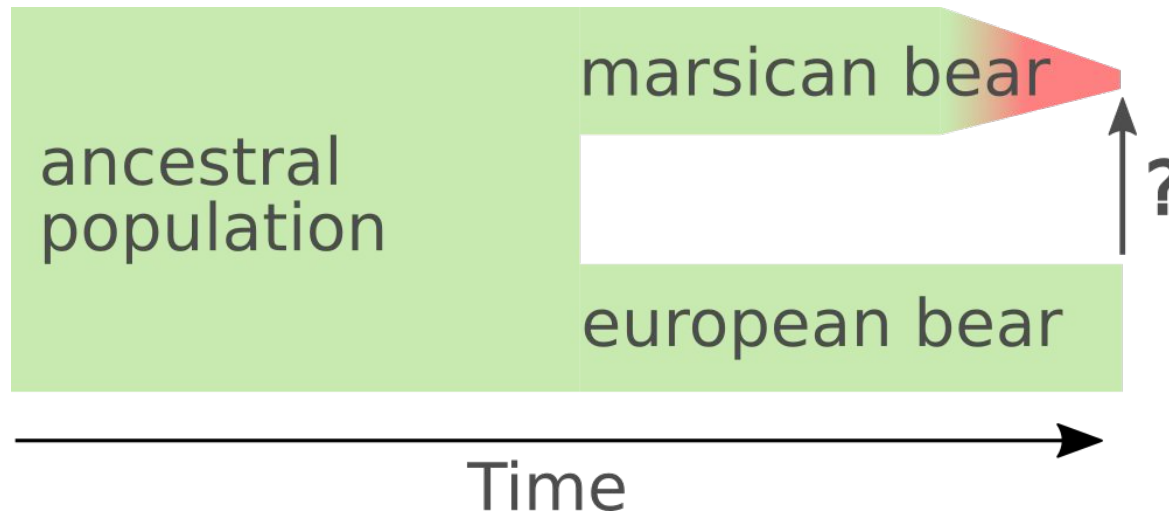 marsican bear
ancestral
population
?
european bear
Time